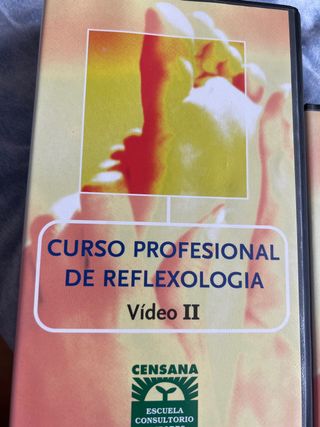 CURSO PROFESIONAL
DE REFLEXOLOGIA
Vídeo II
CENSANA
ESCUELA
CONSULTORIO